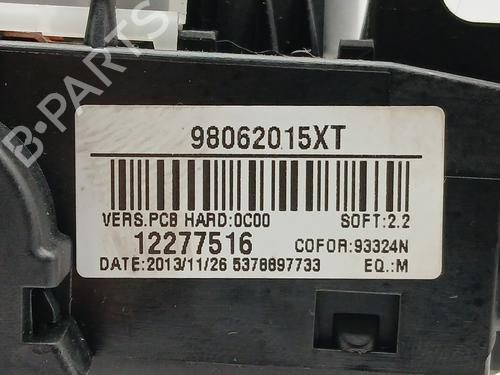 98062015XT
VERS.PCB HARD:0C00 SOFT:2.2
12277516 COFOR:93324N
DATE:2013/11/26 5378897733 EQ.:M
B-PARTS